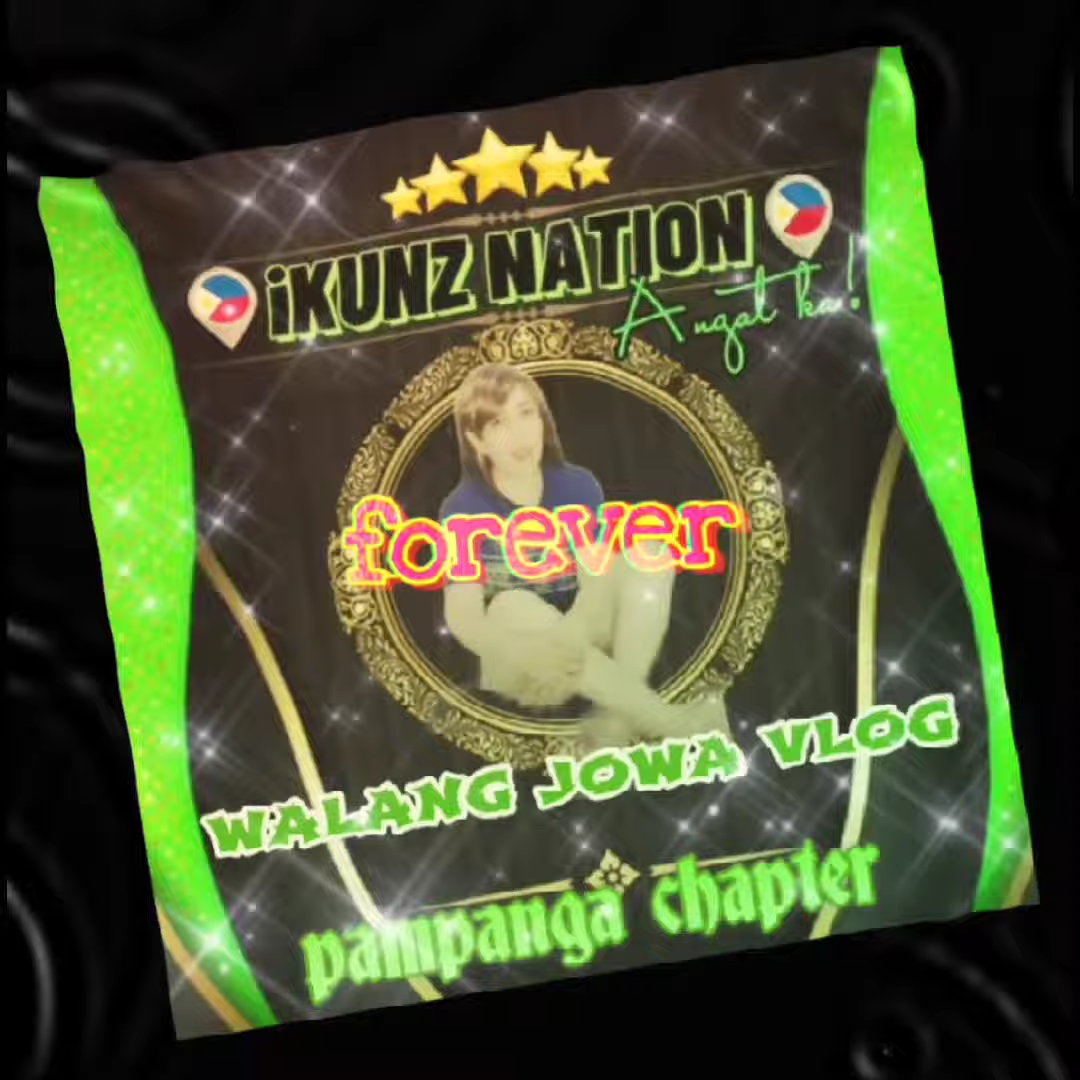 iKUNZ NATION
Angat ka!
forever
WALANG JOWA VLOG
pampanga chapter